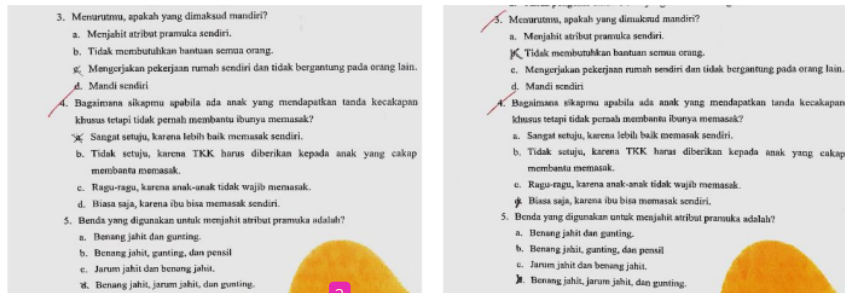 3. Menurutmu, apakah yang dimaksud mandiri?
a. Menjahit atribut pramuka sendiri.
b. Tidak membutuhkan bantuan semua orang.
c. Mengerjakan pekerjaan rumah sendiri dan tidak bergantung pada orang lain.
d. Mandi sendiri
4. Bagaimana sikapmu apabila ada anak yang mendapatkan tanda kecakapan
khusus tetapi tidak pernah membantu ibunya memasak?
a. Sangat setuju, karena lebih baik memasak sendiri.
b. Tidak setuju, karena TKK harus diberikan kepada anak yang cakap
membantu memasak.
c. Ragu-ragu, karena anak-anak tidak wajib memasak.
d. Biasa saja, karena ibu bisa memasak sendiri.
5. Benda yang digunakan untuk menjahit atribut pramuka adalah?
a. Benang jahit dan gunting.
b. Benang jahit, gunting, dan pensil
c. Jarum jahit dan benang jahit.
d. Benang jahit, jarum jahit, dan gunting.
3. Menurutmu, apakah yang dimaksud mandiri?
a. Menjahit atribut pramuka sendiri.
Tidak membutuhkan bantuan semua orang.
c. Mengerjakan pekerjaan rumah sendiri dan tidak bergantung pada orang lain.
d. Mandi sendiri
4. Bagaimana sikapmu apabila ada anak yang mendapatkan tanda kecakapan
khusus tetapi tidak pernah membantu ibunya memasak?
a. Sangat setuju, karena lebih baik memasak sendiri.
b. Tidak setuju, karena TKK harus diberikan kepada anak yang cakap
membantu memasak.
c. Ragu-ragu, karena anak-anak tidak wajib memasak.
d. Biasa saja, karena ibu bisa memasak sendiri.
5. Benda yang digunakan untuk menjahit atribut pramuka adalah?
a. Benang jahit dan gunting.
b. Benang jahit, gunting, dan pensil
c. Jarum jahit dan benang jahit.
d. Benang jahit, jarum jahit, dan gunting.